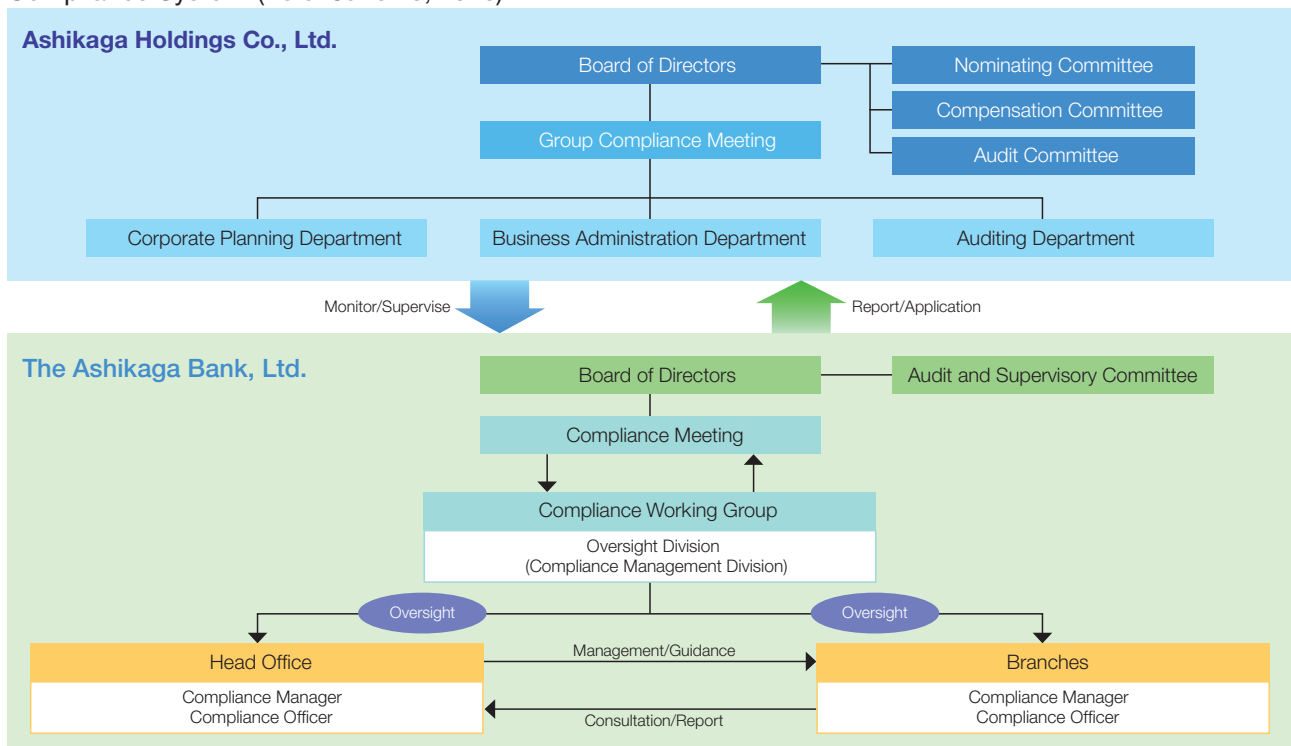 Ashikaga Holdings Co., Ltd.
Board of Directors
Nominating Committee
Compensation Committee
Group Compliance Meeting
Audit Committee
Corporate Planning Department
Business Administration Department
Auditing Department
Monitor/Supervise
Report/Application
The Ashikaga Bank, Ltd.
Board of Directors
Audit and Supervisory Committee
Compliance Meeting
Compliance Working Group
Oversight Division
(Compliance Management Division)
Oversight
Oversight
Head Office
Management/Guidance
Branches
Compliance Manager
Compliance Officer
Consultation/Report
Compliance Manager
Compliance Officer